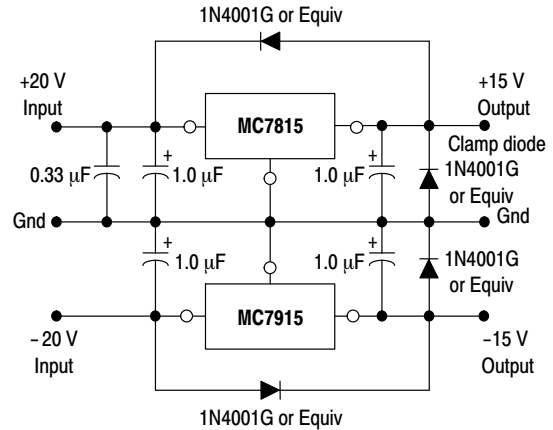 1N4001G or Equiv
+20 V
Input
+15 V
Output
MC7815
Clamp diode
0.33 μF
+
1.0 μF
1.0 μF
+
1N4001G
or Equiv
Gnd
Gnd
+
1.0 μF
1.0 μF
+
1N4001G
or Equiv
MC7915
–20 V
Input
–15 V
Output
1N4001G or Equiv